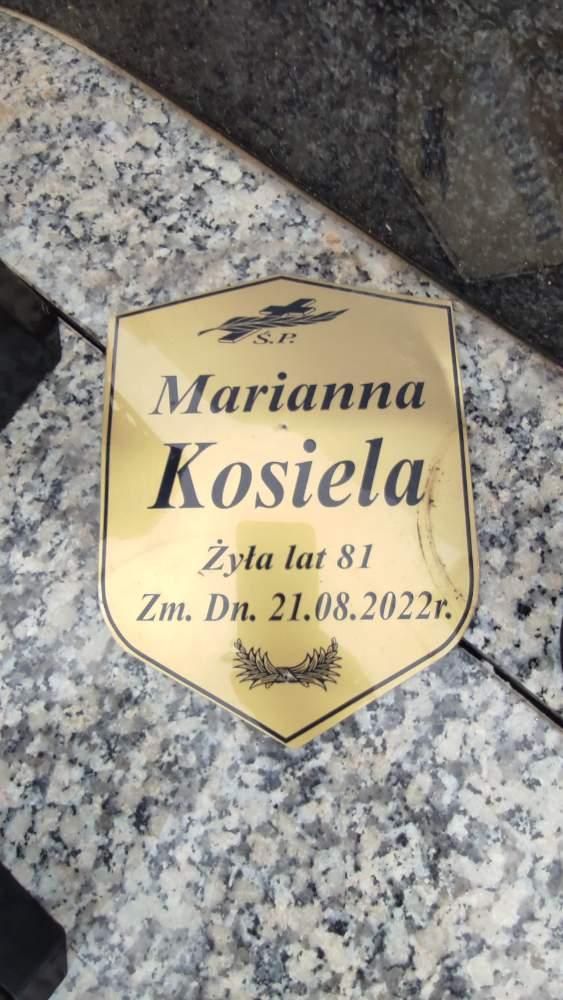 Ś.P.
Marianna
Kosiela
Żyła lat 81
Zm. Dn. 21.08.2022r.